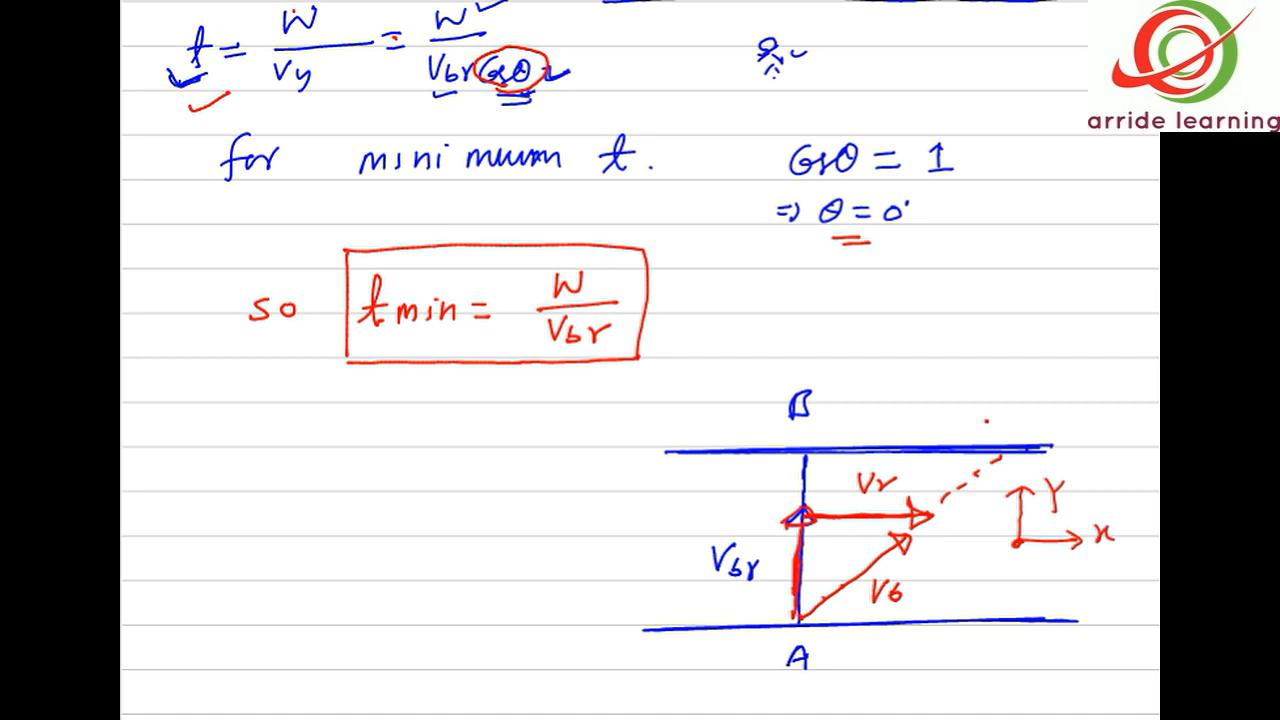 t = W/Vy = W/Vbr Cosθ
arride learning
for minimum t. Cosθ = 1
⇒ θ = 0°
so tmin = W/Vbr
B
Vr
Y
x
Vbr
Vb
A